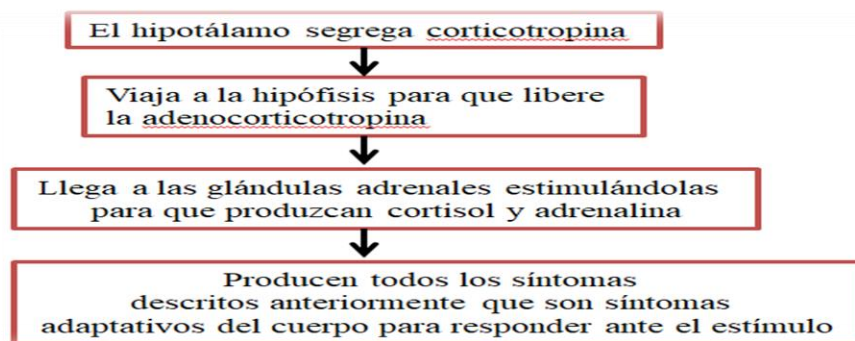 El hipotálamo segrega corticotropina
Viaja a la hipófisis para que libere
la adenocorticotropina
Llega a las glándulas adrenales estimulándolas
para que produzcan cortisol y adrenalina
Producen todos los síntomas
descritos anteriormente que son síntomas
adaptativos del cuerpo para responder ante el estímulo